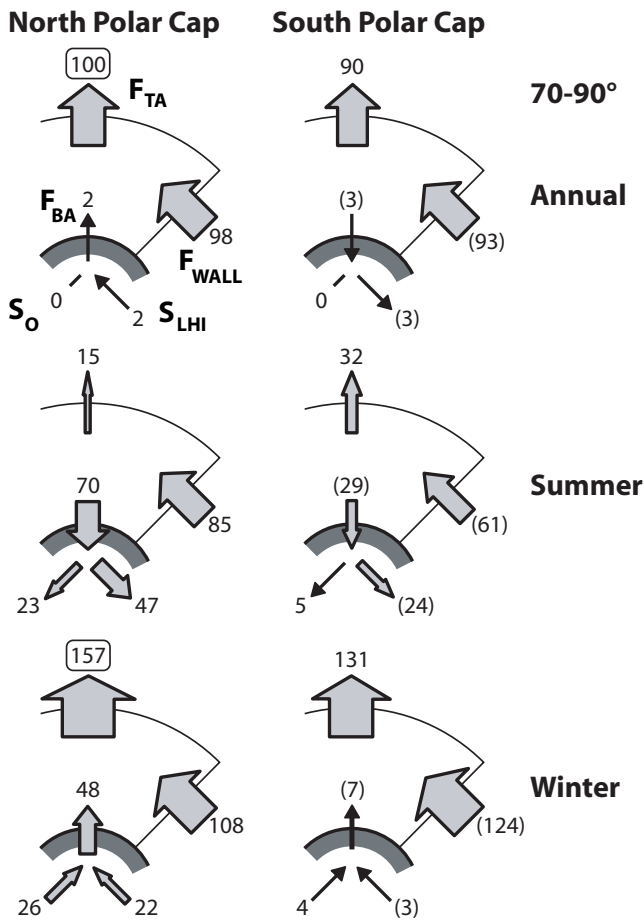 North Polar Cap South Polar Cap
100 90 70-90°
F_TA
F_BA 2 (3) Annual
98 (93)
F_WALL
S_O 0 2 S_LHI 0 (3)
15 32
70 (29) Summer
85 (61)
23 47 5 (24)
157 131
48 (7) Winter
108 (124)
26 22 4 (3)